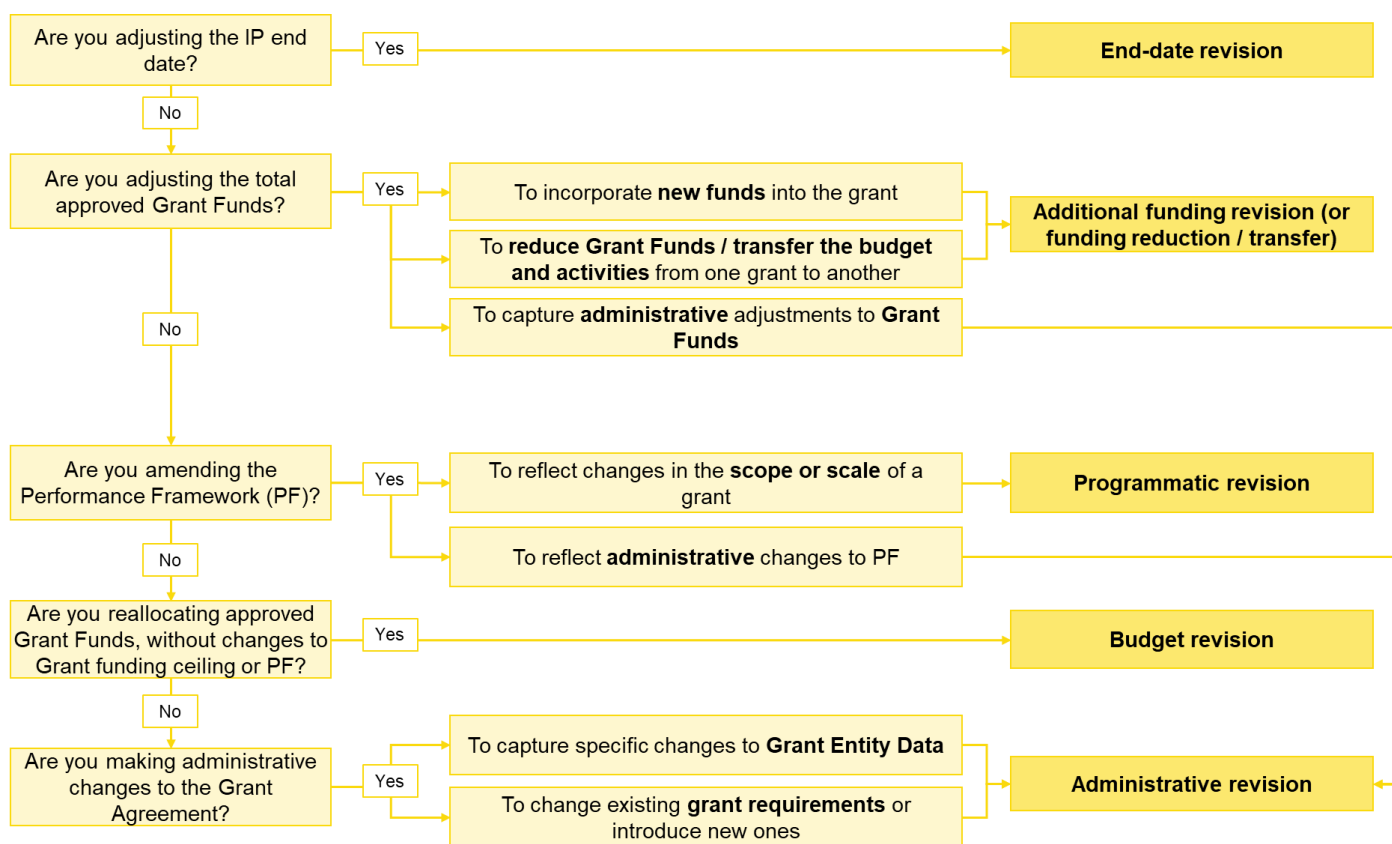 Are you adjusting the IP end
date?
Yes
End-date revision
No
Are you adjusting the total
approved Grant Funds?
Yes
To incorporate new funds into the grant
To reduce Grant Funds / transfer the budget
and activities from one grant to another
To capture administrative adjustments to Grant
Funds
Additional funding revision (or
funding reduction / transfer)
No
Are you amending the
Performance Framework (PF)?
Yes
To reflect changes in the scope or scale of a
grant
Programmatic revision
To reflect administrative changes to PF
No
Are you reallocating approved
Grant Funds, without changes to
Grant funding ceiling or PF?
Yes
Budget revision
No
Are you making administrative
changes to the Grant
Agreement?
Yes
To capture specific changes to Grant Entity Data
To change existing grant requirements or
introduce new ones
Administrative revision